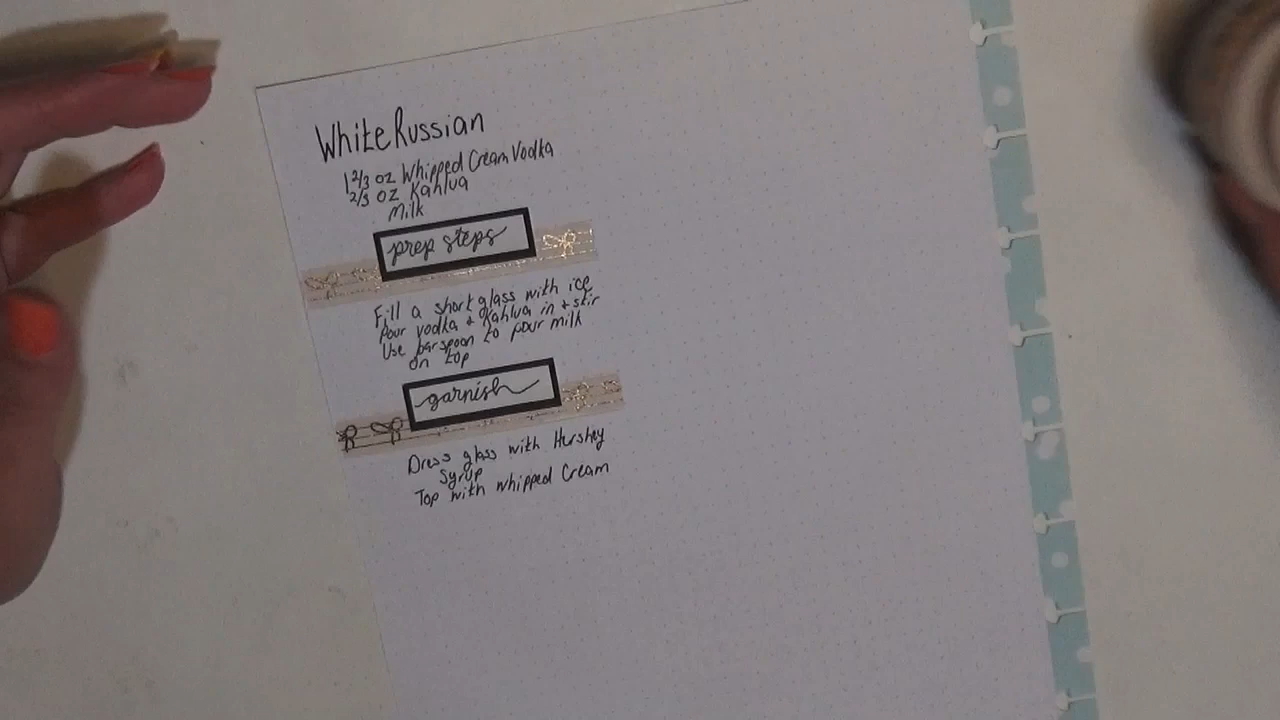 White Russian
1 2/3 oz Whipped Cream Vodka
2/3 oz Kahlua
Milk
prep steps
Fill a short glass with ice
Pour vodka + Kahlua in + stir
Use barspoon to pour milk
on top
garnish
Dress glass with Hershey
Syrup
Top with whipped Cream